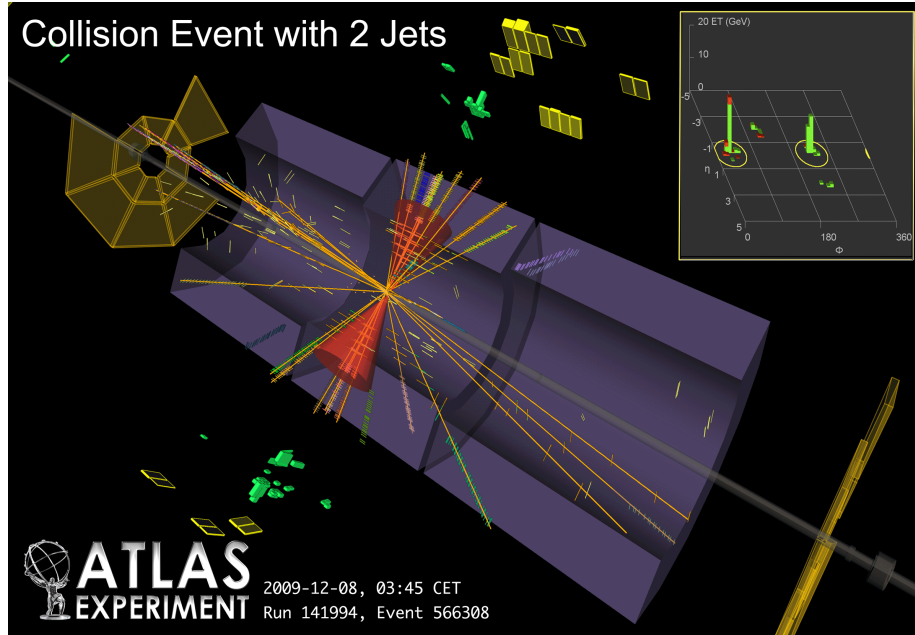 Collision Event with 2 Jets
20 ET (GeV)
10
0
-5
-3
-1
η 1
3
5
0 180 360
Φ
ATLAS
EXPERIMENT
2009-12-08, 03:45 CET
Run 141994, Event 566308